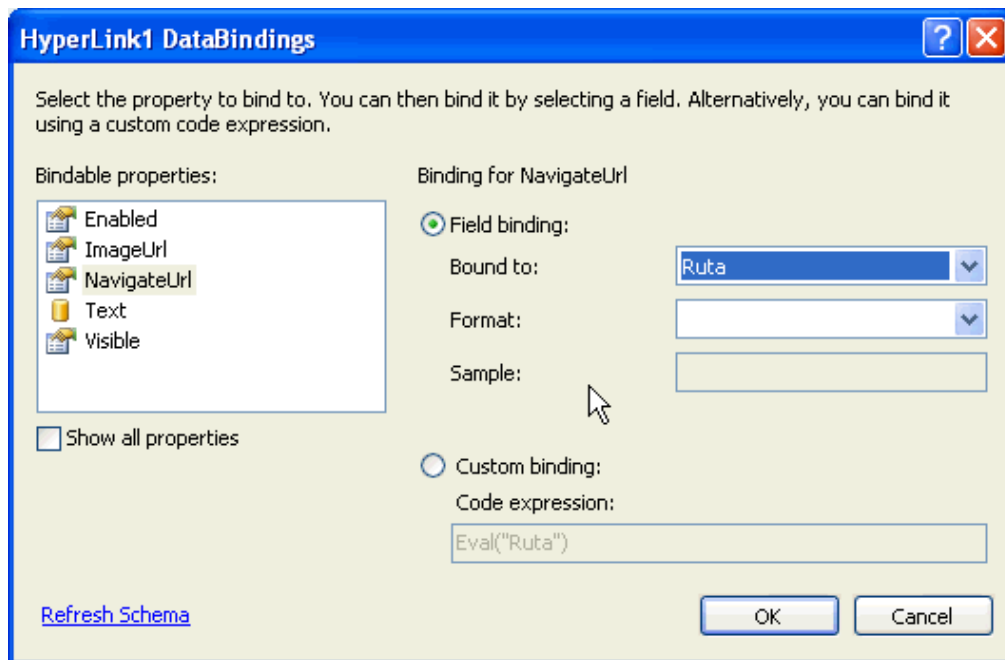 HyperLink1 DataBindings
Select the property to bind to. You can then bind it by selecting a field. Alternatively, you can bind it
using a custom code expression.
Bindable properties:
Enabled
ImageUrl
NavigateUrl
Text
Visible
Show all properties
Binding for NavigateUrl
Field binding:
Bound to:
Ruta
Format:
Sample:
Custom binding:
Code expression:
Eval("Ruta")
Refresh Schema
OK
Cancel